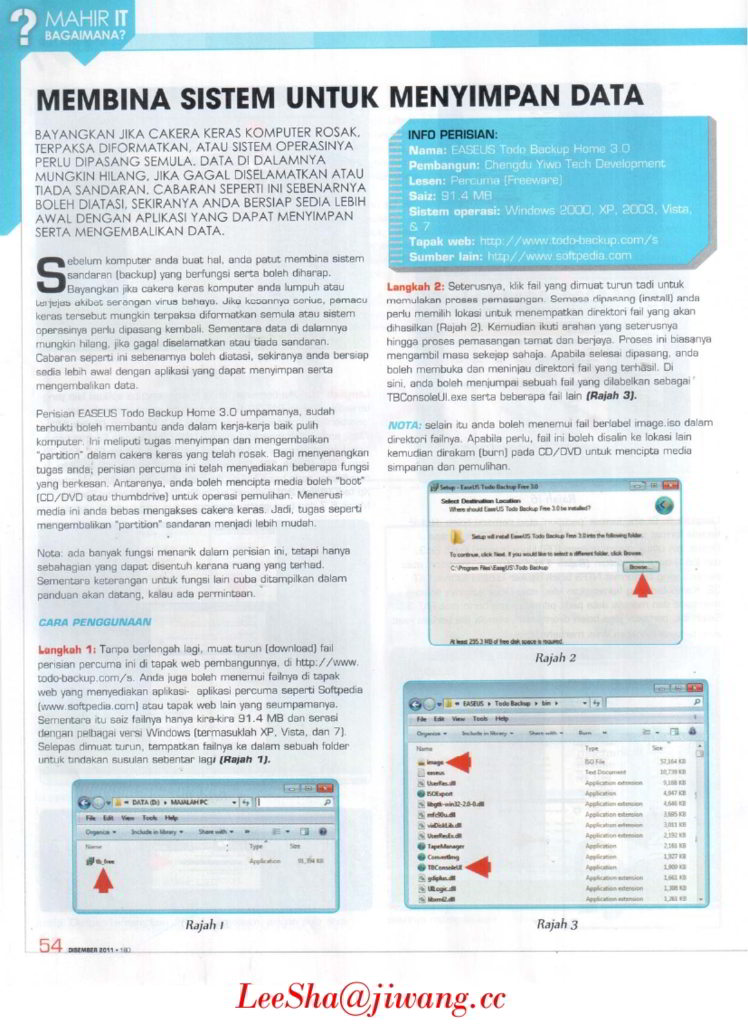 MAHIR IT
BAGAIMANA?
MEMBINA SISTEM UNTUK MENYIMPAN DATA
BAYANGKAN JIKA CAKERA KERAS KOMPUTER ROSAK,
TERPAKSA DIFORMATKAN, ATAU SISTEM OPERASINYA
PERLU DIPASANG SEMULA. DATA DI DALAMNYA
MUNGKIN HILANG, JIKA GAGAL DISELAMATKAN ATAU
TIADA SANDARAN. CABARAN SEPERTI INI SEBENARNYA
BOLEH DIATASI, SEKIRANYA ANDA BERSIAP SEDIA LEBIH
AWAL DENGAN APLIKASI YANG DAPAT MENYIMPAN
SERTA MENGEMBALIKAN DATA.
Sebelum komputer anda buat hal, anda patut membina sistem
sandaran (backup) yang berfungsi serta boleh diharap.
Bayangkan jika cakera keras komputer anda lumpuh atau
terjejas akibat serangan virus bahaya. Jika kesannya serius, pemacu
keras tersebut mungkin terpaksa diformatkan semula atau sistem
operasinya perlu dipasang kembali. Sementara data di dalamnya
mungkin hilang, jika gagal diselamatkan atau tiada sandaran.
Cabaran seperti ini sebenarnya boleh diatasi, sekiranya anda bersiap
sedia lebih awal dengan aplikasi yang dapat menyimpan serta
mengembalikan data.
Perisian EASEUS Todo Backup Home 3.0 umpamanya, sudah
terbukti boleh membantu anda dalam kerja-kerja baik pulih
komputer. Ini meliputi tugas menyimpan dan mengembalikan
"partition" dalam cakera keras yang telah rosak. Bagi menyenangkan
tugas anda, perisian percuma ini telah menyediakan beberapa fungsi
yang berkesan. Antaranya, anda boleh mencipta media boleh "boot"
(CD/DVD atau thumbdrive) untuk operasi pemulihan. Menerusi
media ini anda bebas mengakses cakera keras. Jadi, tugas seperti
mengembalikan "partition" sandaran menjadi lebih mudah.
Nota: ada banyak fungsi menarik dalam perisian ini, tetapi hanya
sebahagian yang dapat disentuh kerana ruang yang terhad.
Sementara keterangan untuk fungsi lain cuba ditampilkan dalam
panduan akan datang, kalau ada permintaan.
CARA PENGGUNAAN
Langkah 1: Tanpa berlengah lagi, muat turun (download) fail
perisian percuma ini di tapak web pembangunnya, di http://www.
todo-backup.com/s. Anda juga boleh menemui failnya di tapak
web yang menyediakan aplikasi- aplikasi percuma seperti Softpedia
(www.softpedia.com) atau tapak web lain yang seumpamanya.
Sementara itu saiz failnya hanya kira-kira 91.4 MB dan serasi
dengan pelbagai versi Windows (termasuklah XP, Vista, dan 7).
Selepas dimuat turun, tempatkan failnya ke dalam sebuah folder
untuk tindakan susulan sebentar lagi (Rajah 1).
DATA (D:) MAJALAH PC
File Edit View Tools Help
Organize Include in library Share with »
Name Type Size
tb_free Application 91,394 KB
Rajah 1
INFO PERISIAN:
Nama: EASEUS Todo Backup Home 3.0
Pembangun: Chengdu Yiwo Tech Development
Lesen: Percuma (Freeware)
Saiz: 91.4 MB
Sistem operasi: Windows 2000, XP, 2003, Vista,
& 7
Tapak web: http://www.todo-backup.com/s
Sumber lain: http//www.softpedia.com
Langkah 2: Seterusnya, klik fail yang dimuat turun tadi untuk
memulakan proses pemasangan. Semasa dipasang (install) anda
perlu memilih lokasi untuk menempatkan direktori fail yang akan
dihasilkan (Rajah 2). Kemudian ikuti arahan yang seterusnya
hingga proses pemasangan tamat dan berjaya. Proses ini biasanya
mengambil masa sekejap sahaja. Apabila selesai dipasang, anda
boleh membuka dan meninjau direktori fail yang terhasil. Di
sini, anda boleh menjumpai sebuah fail yang dilabelkan sebagai
TBConsoleUI.exe serta beberapa fail lain (Rajah 3).
NOTA: selain itu anda boleh menemui fail berlabel image.iso dalam
direktori failnya. Apabila perlu, fail ini boleh disalin ke lokasi lain
kemudian dirakam (burn) pada CD/DVD untuk mencipta media
simpanan dan pemulihan.
Setup - EaseUS Todo Backup Free 3.0
Select Destination Location
Where should EaseUS Todo Backup Free 3.0 be installed?
Setup will install EaseUS Todo Backup Free 3.0 into the following folder.
To continue, click Next. If you would like to select a different folder, click Browse.
C:\Program Files\EaseUS\Todo Backup
Browse...
At least 255.3 MB of free disk space is required.
Rajah 2
EASEUS Todo Backup bin
File Edit View Tools Help
Organize Include in library Share with Burn »
Name Type Size
image ISO File 57,164 KB
easeus Text Document 10,738 KB
UserRes.dll Application extension 9,188 KB
ISOExport Application 4,847 KB
libgtk-win32-2.0-0.dll Application extension 4,646 KB
mfc90u.dll Application extension 3,685 KB
vsDiskLib.dll Application extension 3,011 KB
UserResEx.dll Application extension 2,192 KB
TapeManager Application 2,161 KB
ConvertImg Application 1,927 KB
TBConsoleUI Application 1,900 KB
gdiplus.dll Application extension 1,661 KB
UILogic.dll Application extension 1,308 KB
libxml2.dll Application extension 1,261 KB
Rajah 3
54 DISEMBER 2011 • 180
LeeSha@jiwang.cc